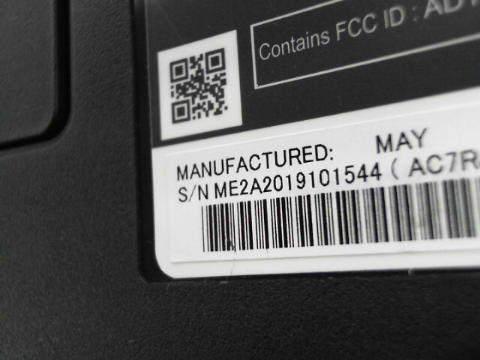 Contains FCC ID : AD
MANUFACTURED: MAY
S/N ME2A2019101544 ( AC7R